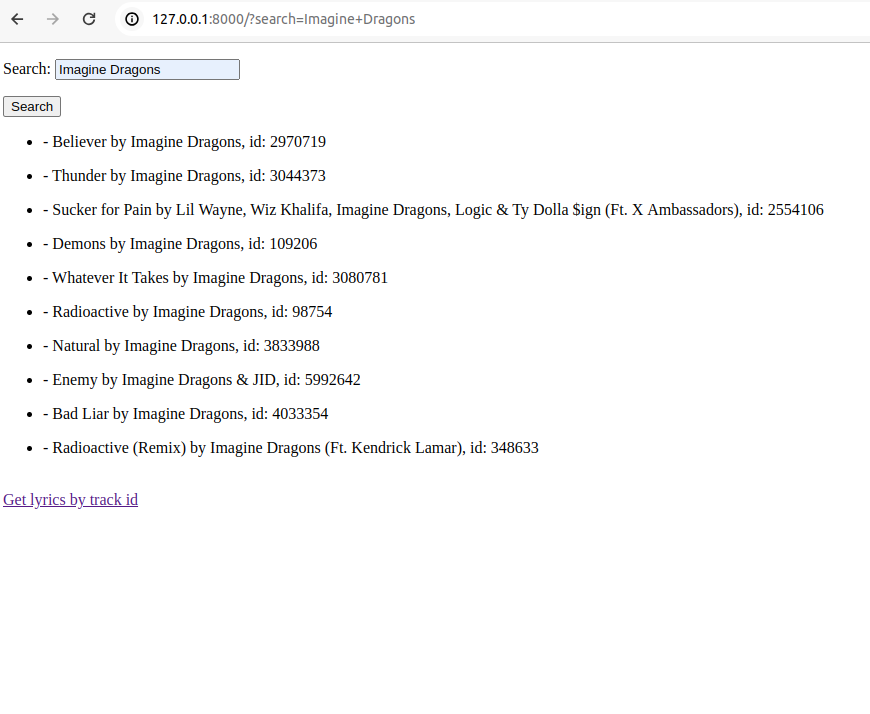 127.0.0.1:8000/?search=Imagine+Dragons
Search: Imagine Dragons
Search
- Believer by Imagine Dragons, id: 2970719
- Thunder by Imagine Dragons, id: 3044373
- Sucker for Pain by Lil Wayne, Wiz Khalifa, Imagine Dragons, Logic & Ty Dolla $ign (Ft. X Ambassadors), id: 2554106
- Demons by Imagine Dragons, id: 109206
- Whatever It Takes by Imagine Dragons, id: 3080781
- Radioactive by Imagine Dragons, id: 98754
- Natural by Imagine Dragons, id: 3833988
- Enemy by Imagine Dragons & JID, id: 5992642
- Bad Liar by Imagine Dragons, id: 4033354
- Radioactive (Remix) by Imagine Dragons (Ft. Kendrick Lamar), id: 348633
Get lyrics by track id